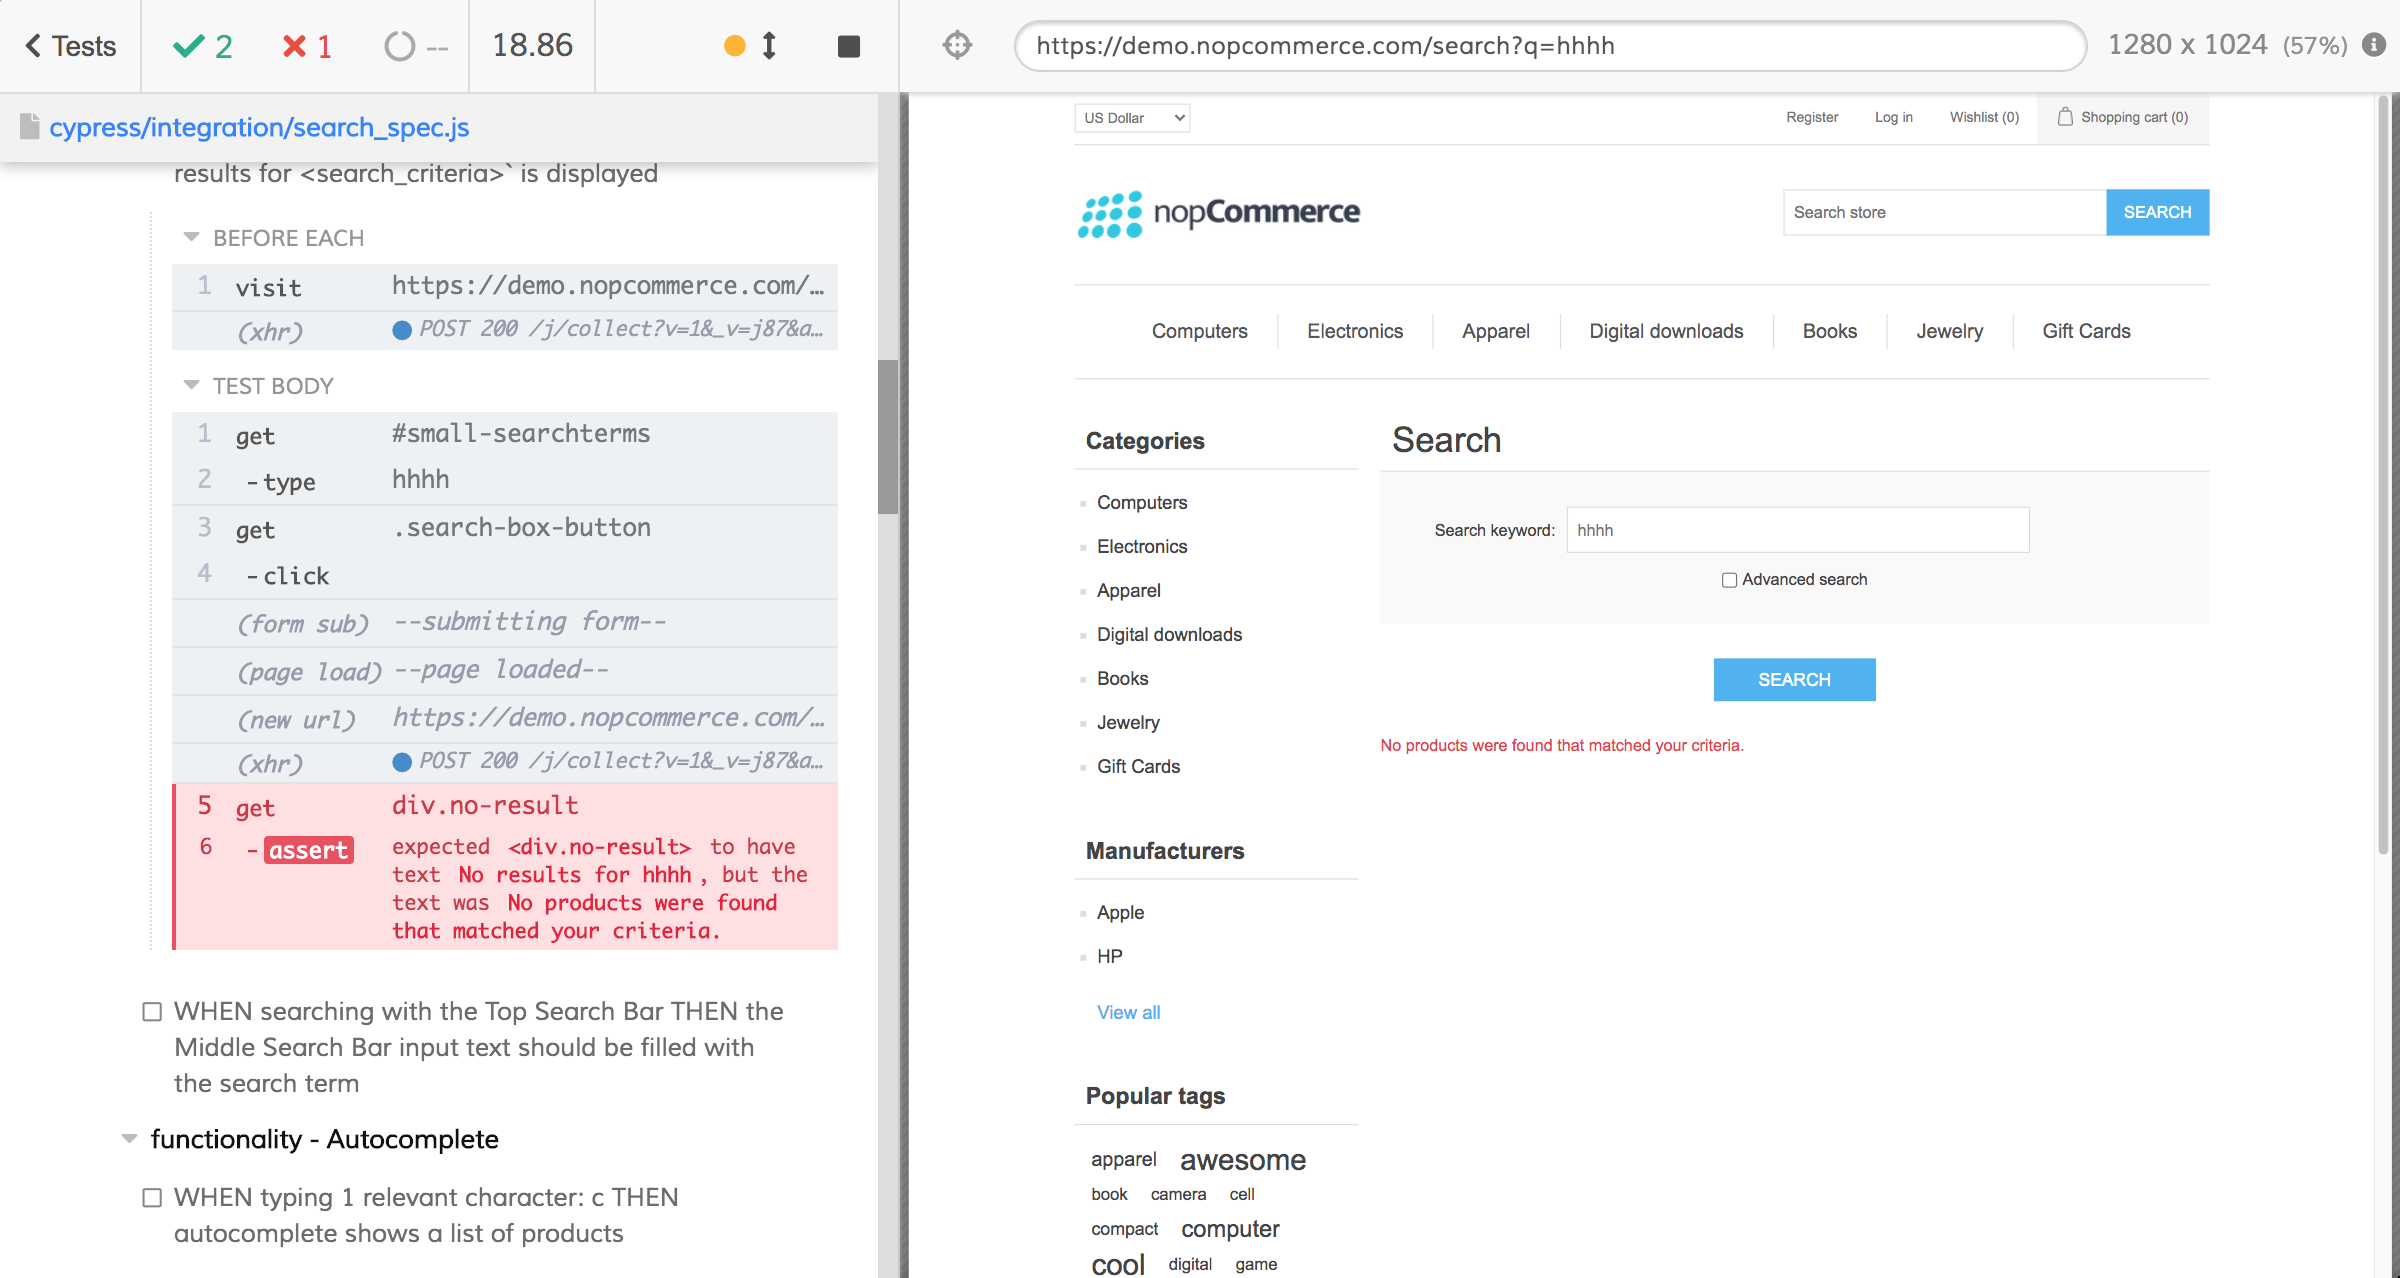 Tests
2
1
--
18.86
https://demo.nopcommerce.com/search?q=hhhh
1280 x 1024 (57%)
cypress/integration/search_spec.js
results for <search_criteria>` is displayed
BEFORE EACH
1 visit https://demo.nopcommerce.com/…
(xhr) POST 200 /j/collect?v=1&_v=j87&a…
TEST BODY
1 get #small-searchterms
2 -type hhhh
3 get .search-box-button
4 -click
(form sub) --submitting form--
(page load) --page loaded--
(new url) https://demo.nopcommerce.com/…
(xhr) POST 200 /j/collect?v=1&_v=j87&a…
5 get div.no-result
6 -assert expected <div.no-result> to have
text No results for hhhh , but the
text was No products were found
that matched your criteria.
WHEN searching with the Top Search Bar THEN the
Middle Search Bar input text should be filled with
the search term
functionality - Autocomplete
WHEN typing 1 relevant character: c THEN
autocomplete shows a list of products
US Dollar
Register
Log in
Wishlist (0)
Shopping cart (0)
nopCommerce
Search store
SEARCH
Computers
Electronics
Apparel
Digital downloads
Books
Jewelry
Gift Cards
Categories
Computers
Electronics
Apparel
Digital downloads
Books
Jewelry
Gift Cards
Manufacturers
Apple
HP
View all
Popular tags
apparel awesome
book camera cell
compact computer
cool digital game
Search
Search keyword: hhhh
Advanced search
SEARCH
No products were found that matched your criteria.